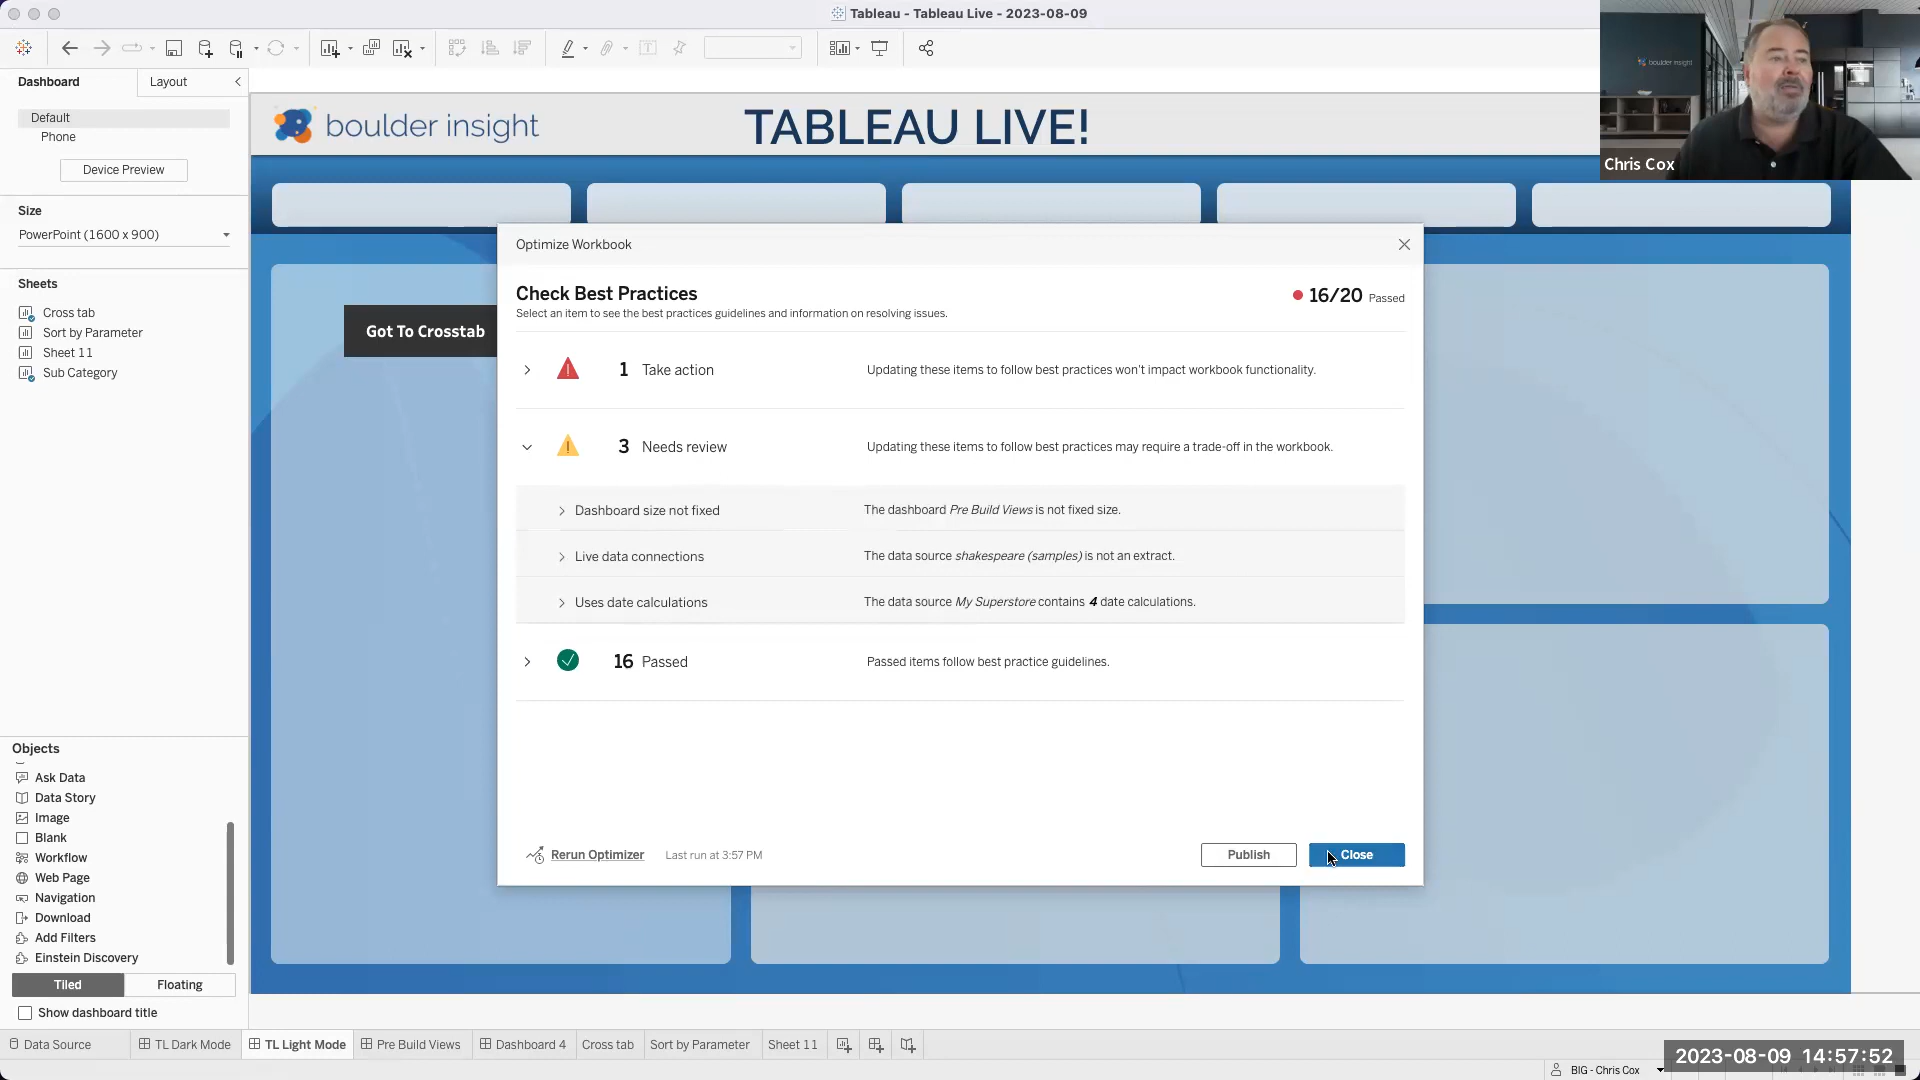 Tableau - Tableau Live - 2023-08-09
Dashboard
Layout
Default
Phone
Device Preview
Size
PowerPoint (1600 x 900)
Sheets
Cross tab
Sort by Parameter
Sheet 11
Sub Category
Objects
Ask Data
Data Story
Image
Blank
Workflow
Web Page
Navigation
Download
Add Filters
Einstein Discovery
Tiled
Floating
Show dashboard title
boulder insight
TABLEAU LIVE!
boulder insight
Chris Cox
Got To Crosstab
Optimize Workbook
Check Best Practices
16/20 Passed
Select an item to see the best practices guidelines and information on resolving issues.
1 Take action
Updating these items to follow best practices won't impact workbook functionality.
3 Needs review
Updating these items to follow best practices may require a trade-off in the workbook.
Dashboard size not fixed
The dashboard Pre Build Views is not fixed size.
Live data connections
The data source shakespeare (samples) is not an extract.
Uses date calculations
The data source My Superstore contains 4 date calculations.
16 Passed
Passed items follow best practice guidelines.
Rerun Optimizer
Last run at 3:57 PM
Publish
Close
Data Source
TL Dark Mode
TL Light Mode
Pre Build Views
Dashboard 4
Cross tab
Sort by Parameter
Sheet 11
2023-08-09 14:57:52
BIG - Chris Cox